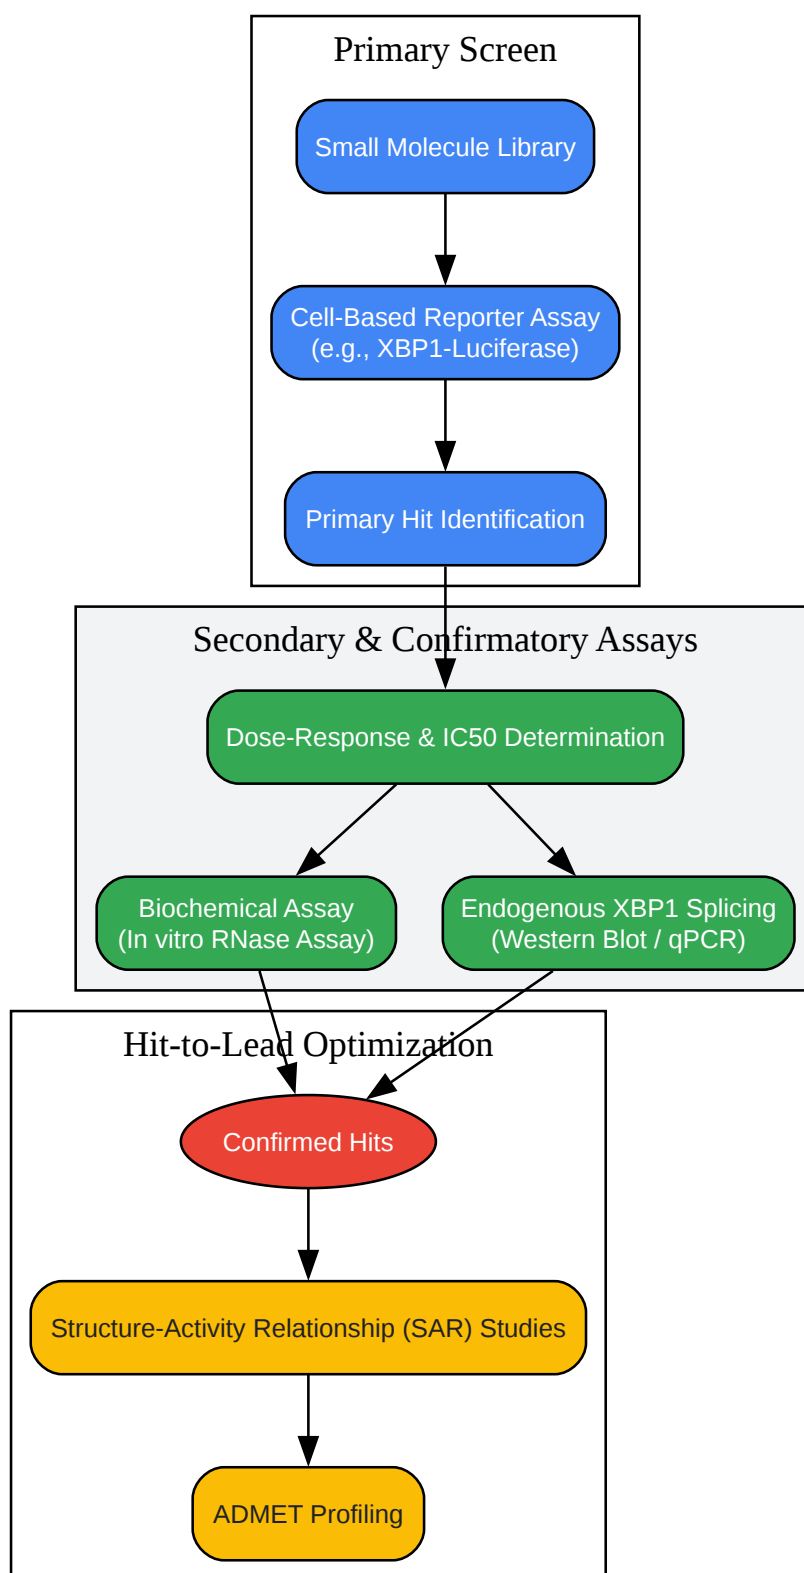 Primary Screen
Small Molecule Library
Cell-Based Reporter Assay
(e.g., XBP1-Luciferase)
Primary Hit Identification
Secondary & Confirmatory Assays
Dose-Response & IC50 Determination
Biochemical Assay
(In vitro RNase Assay)
Endogenous XBP1 Splicing
(Western Blot / qPCR)
Hit-to-Lead Optimization
Confirmed Hits
Structure-Activity Relationship (SAR) Studies
ADMET Profiling